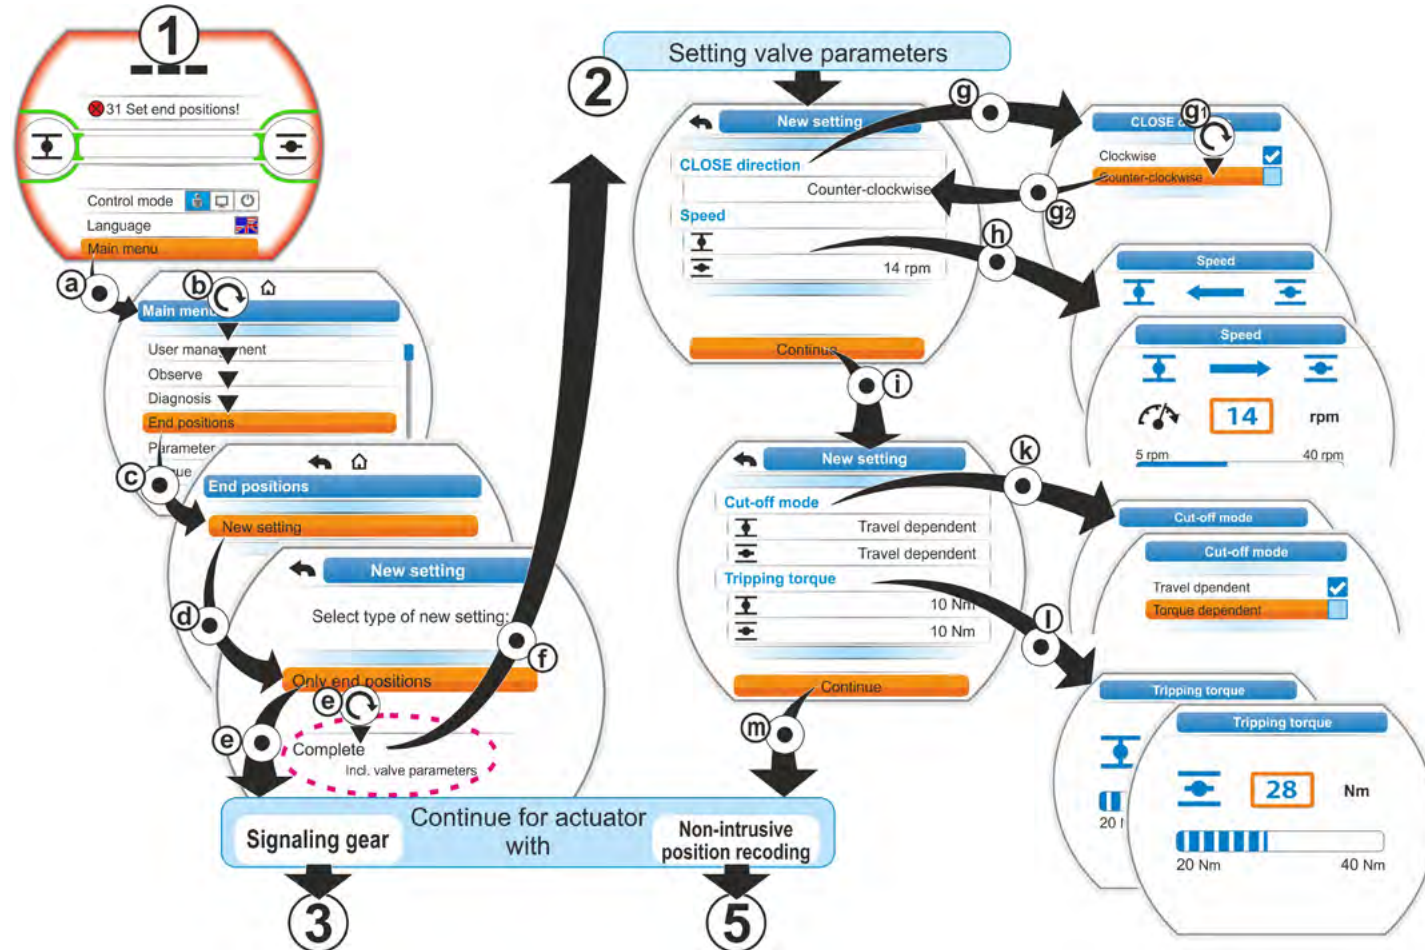 1
31 Set end positions!
Control mode
Language
Main menu
a
b
Main menu
User management
Observe
Diagnosis
End positions
Parameter
c
End positions
New setting
d
New setting
Select type of new setting:
f
Only end positions
e
e
Complete
Incl. valve parameters
2
Setting valve parameters
g
New setting
CLOSE direction
Counter-clockwise
Speed
14 rpm
Continue
g1
CLOSE
Clockwise
Counter-clockwise
g2
h
Speed
Speed
14 rpm
5 rpm 40 rpm
i
New setting
Cut-off mode
Travel dependent
Travel dependent
Tripping torque
10 Nm
10 Nm
Continue
k
Cut-off mode
Cut-off mode
Travel dpendent
Torque dependent
l
Tripping torque
20
Tripping torque
28 Nm
20 Nm 40 Nm
m
Continue for actuator
with
Signaling gear
Non-intrusive
position recoding
3
5